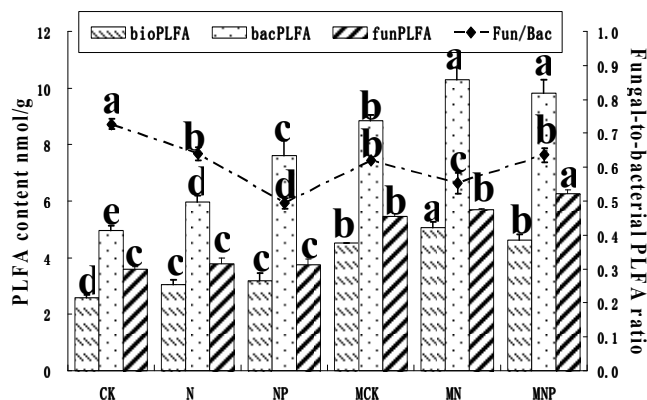 bioPLFA bacPLFA funPLFA Fun/Bac
PLFA content nmol/g
12
10
8
6
4
2
0
Fungal-to-bacterial PLFA ratio
1.0
0.9
0.8
0.7
0.6
0.5
0.4
0.3
0.2
0.1
0.0
a b d b c b
d e c
c d c
c c c
b b b
a a b
b a a
CK N NP MCK MN MNP